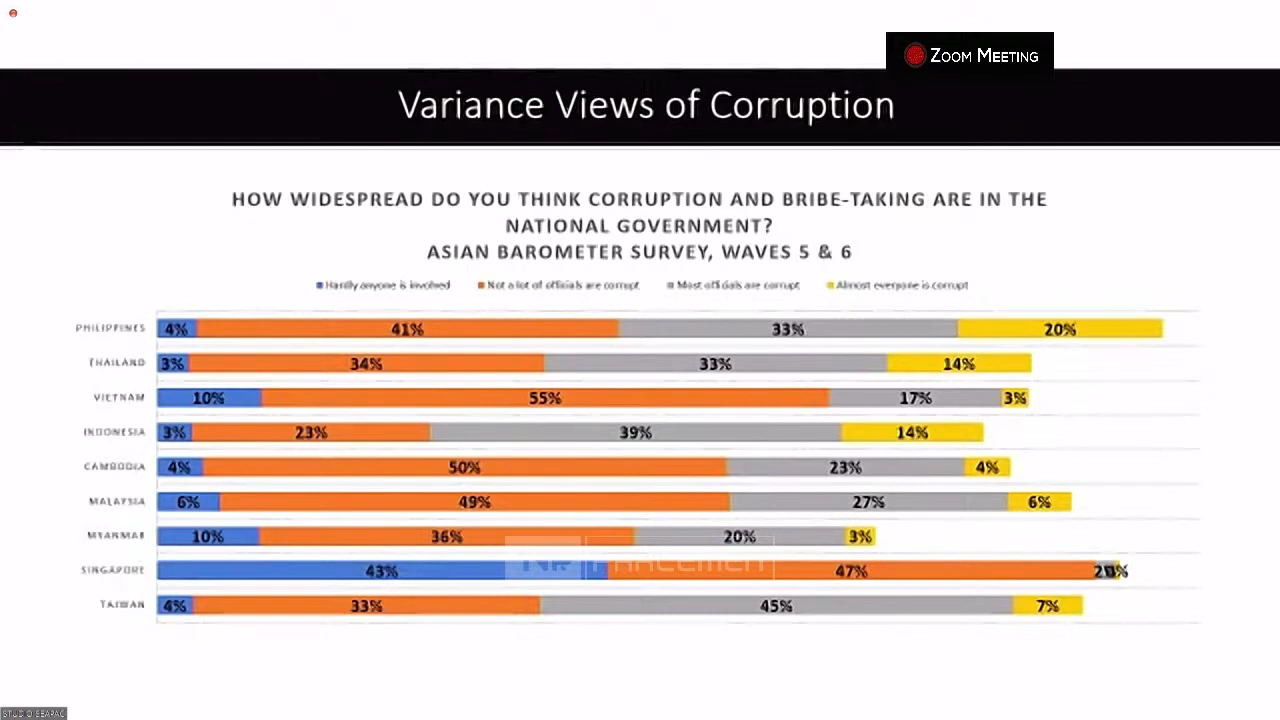 ZOOM MEETING
Variance Views of Corruption
HOW WIDESPREAD DO YOU THINK CORRUPTION AND BRIBE-TAKING ARE IN THE
NATIONAL GOVERNMENT?
ASIAN BAROMETER SURVEY, WAVES 5 & 6
Hardly anyone is involved Not a lot of officials are corrupt Most officials are corrupt Almost everyone is corrupt
PHILIPPINES 4% 41% 33% 20%
THAILAND 3% 34% 33% 14%
VIETNAM 10% 55% 17% 3%
INDONESIA 3% 23% 39% 14%
CAMBODIA 4% 50% 23% 4%
MALAYSIA 6% 49% 27% 6%
MYANMAR 10% 36% 20% 3%
SINGAPORE 43% 47%
TAIWAN 4% 33% 45% 7%
STUDIO SEAPAC